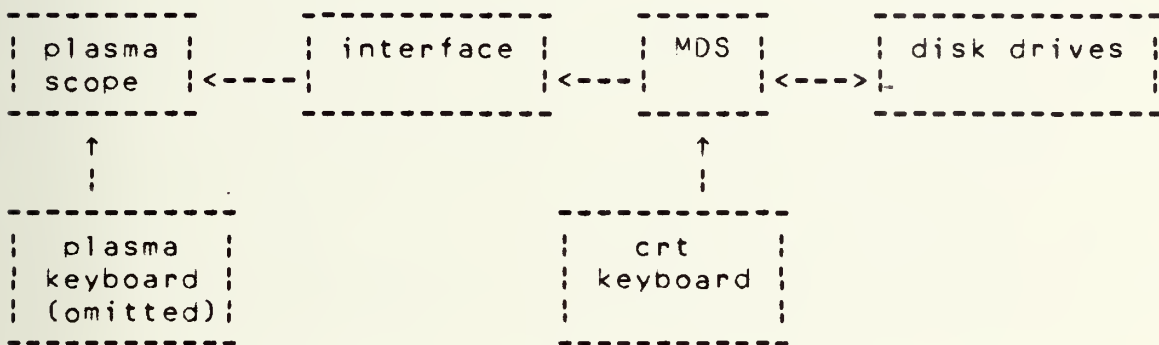 plasma interface MDS disk drives
scope
plasma crt
keyboard keyboard
(omitted)